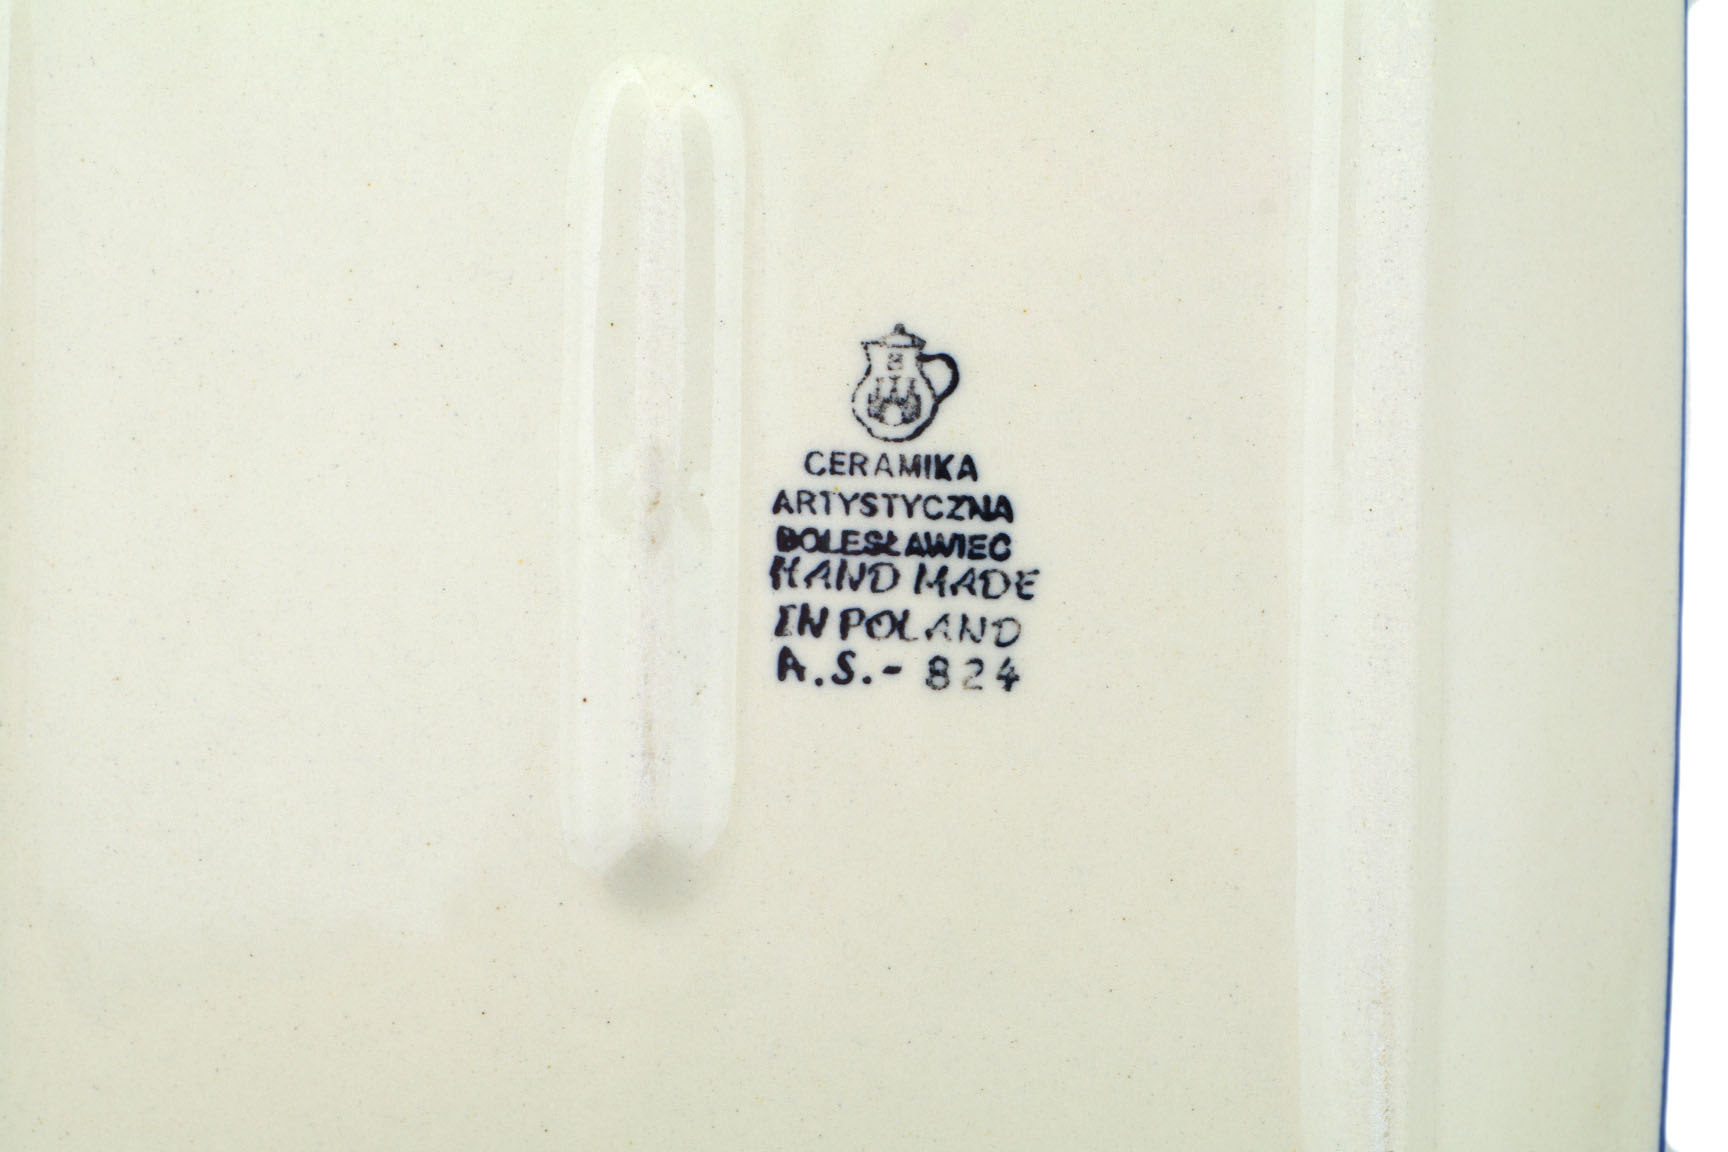 CERAMIKA
ARTYSTYCZNA
BOLESŁAWIEC
HAND MADE
IN POLAND
A.S.- 824